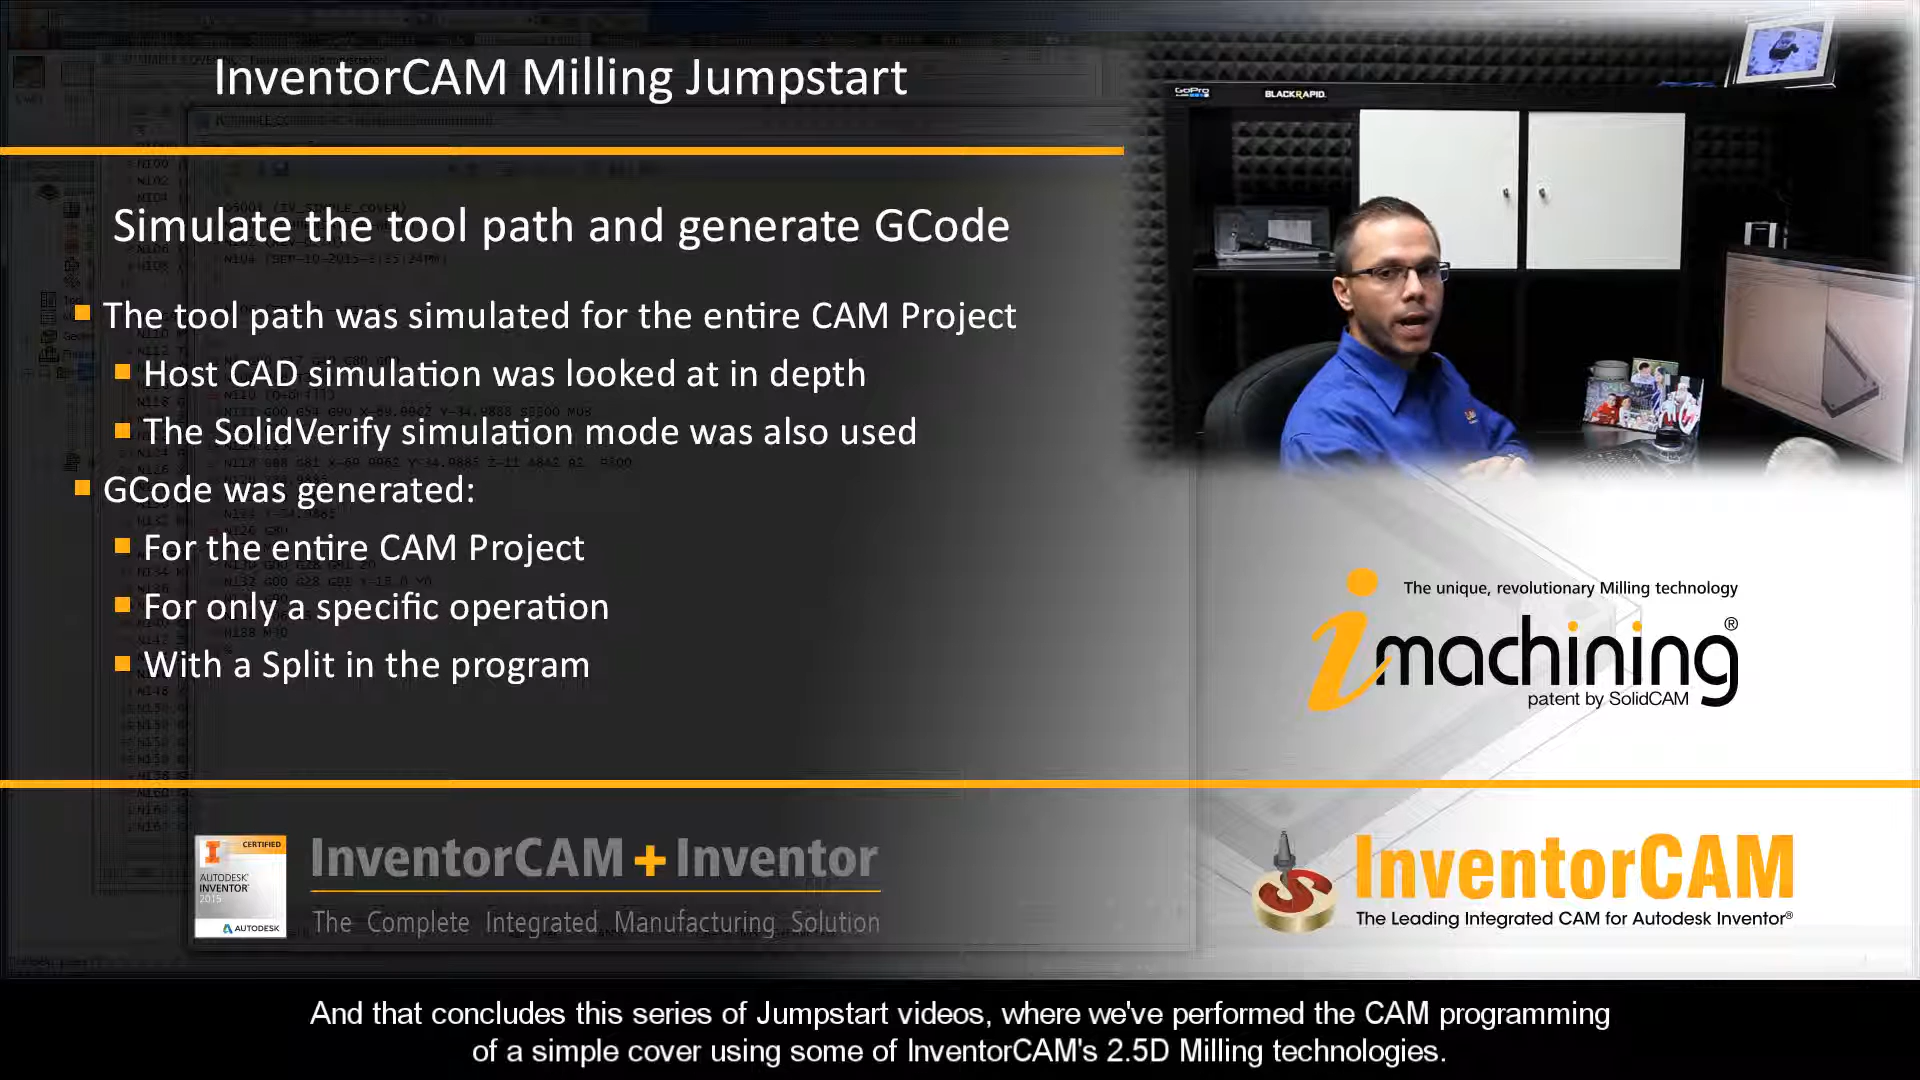 InventorCAM Milling Jumpstart
GoPro
BLACKRAPID
Simulate the tool path and generate GCode
The tool path was simulated for the entire CAM Project
Host CAD simulation was looked at in depth
The SolidVerify simulation mode was also used
GCode was generated:
For the entire CAM Project
For only a specific operation
With a Split in the program
The unique, revolutionary Milling technology
imachining®
patent by SolidCAM
CERTIFIED
AUTODESK®
INVENTOR®
2015
AUTODESK
InventorCAM + Inventor
The Complete Integrated Manufacturing Solution
InventorCAM
The Leading Integrated CAM for Autodesk Inventor®
And that concludes this series of Jumpstart videos, where we've performed the CAM programming
of a simple cover using some of InventorCAM's 2.5D Milling technologies.